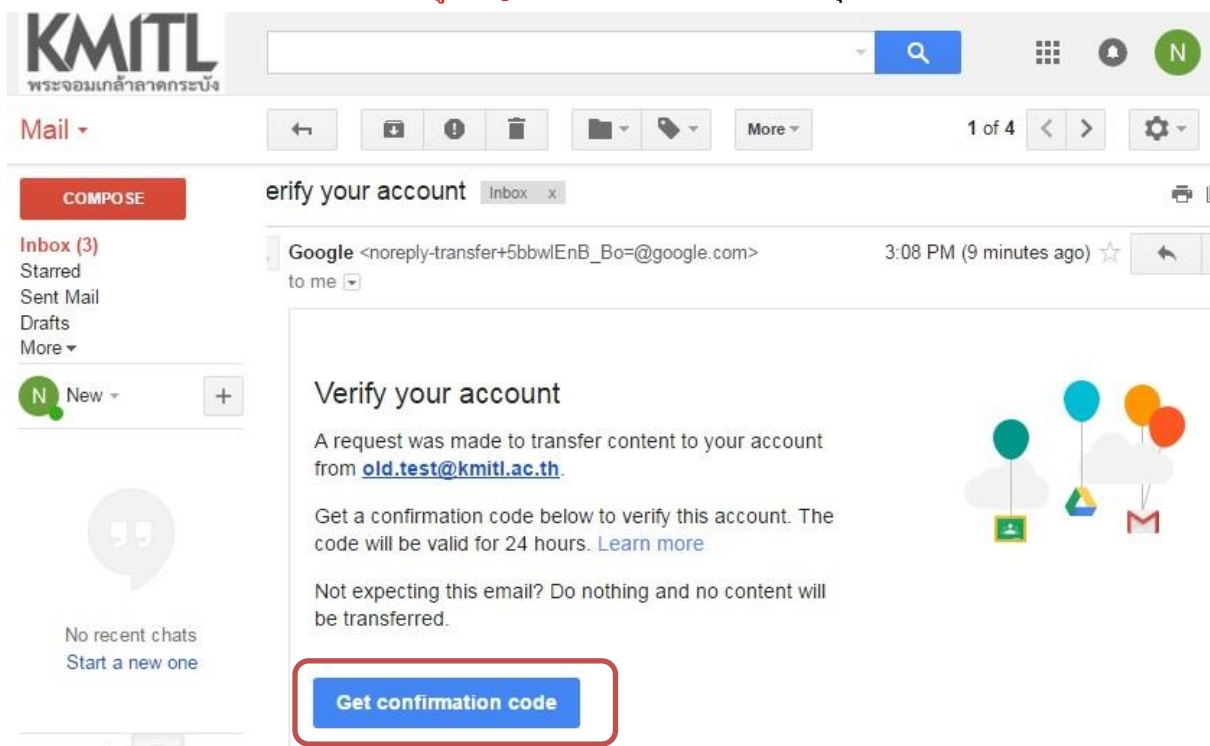 KMITL
พระจอมเกล้าลาดกระบัง
N
Mail
More
1 of 4
COMPOSE
erify your account Inbox x
Inbox (3)
Starred
Sent Mail
Drafts
More
Google <noreply-transfer+5bbwlEnB_Bo=@google.com> 3:08 PM (9 minutes ago)
to me
N New +
Verify your account
A request was made to transfer content to your account
from old.test@kmitl.ac.th.
Get a confirmation code below to verify this account. The
code will be valid for 24 hours. Learn more
Not expecting this email? Do nothing and no content will
be transferred.
No recent chats
Start a new one
Get confirmation code